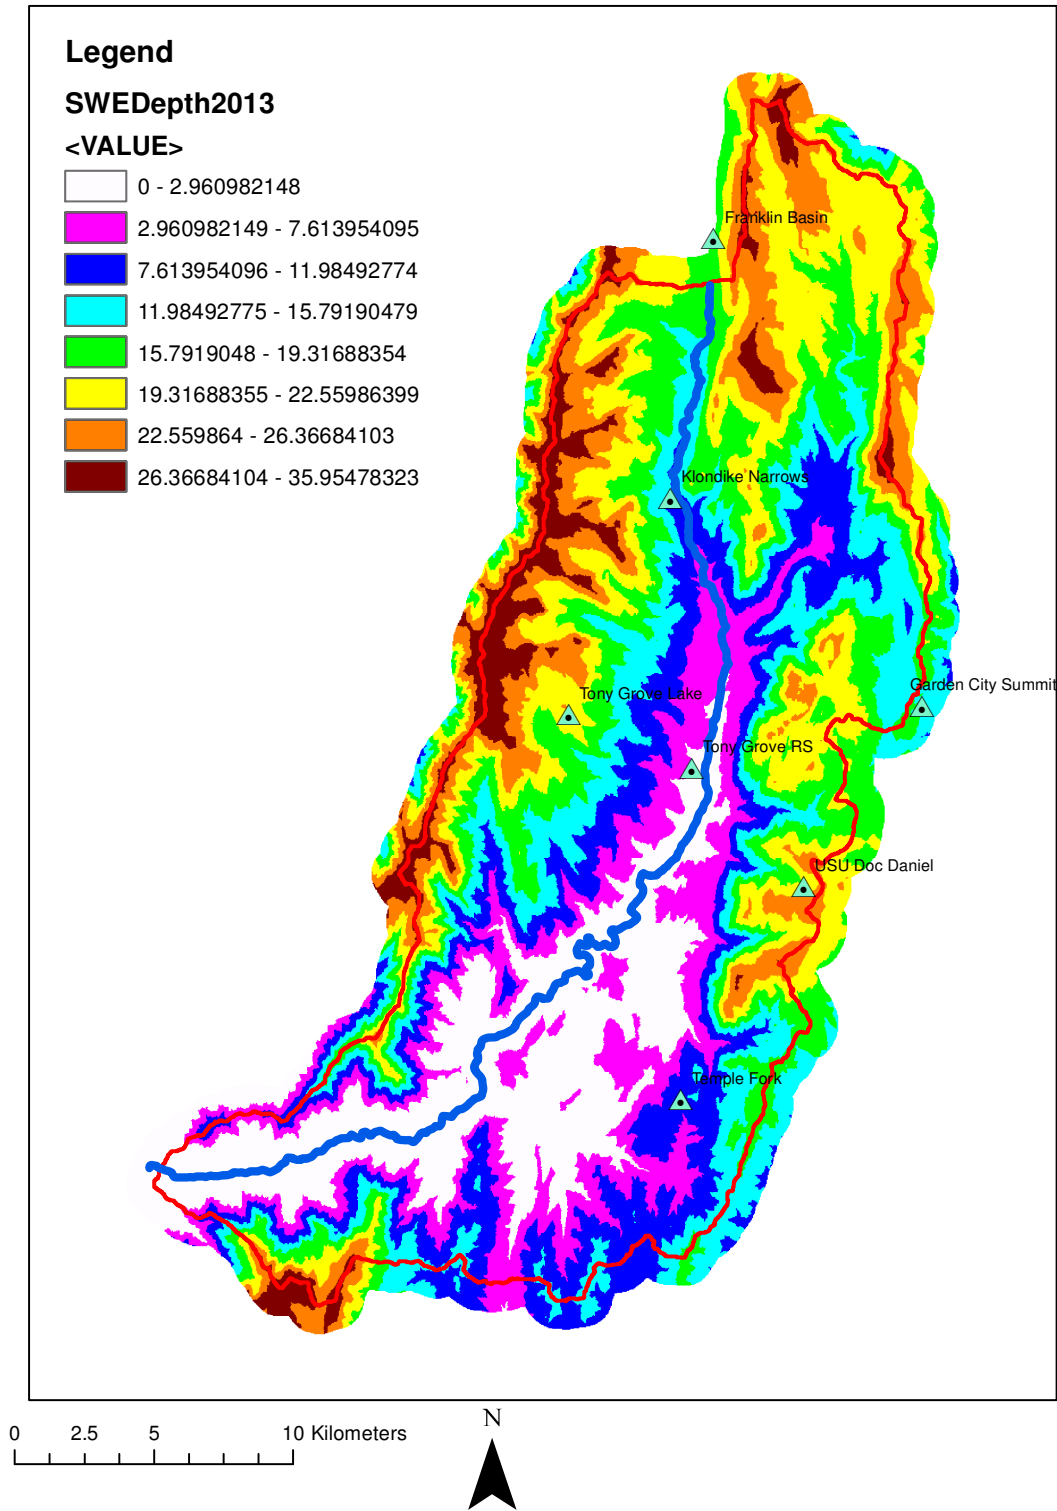 Legend
SWEDepth2013
<VALUE>
0 - 2.960982148
2.960982149 - 7.613954095
7.613954096 - 11.98492774
11.98492775 - 15.79190479
15.7919048 - 19.31688354
19.31688355 - 22.55986399
22.559864 - 26.36684103
26.36684104 - 35.95478323
Franklin Basin
Klondike Narrows
Garden City Summit
Tony Grove Lake
Tony Grove RS
USU Doc Daniel
Temple Fork
N
0 2.5 5 10 Kilometers